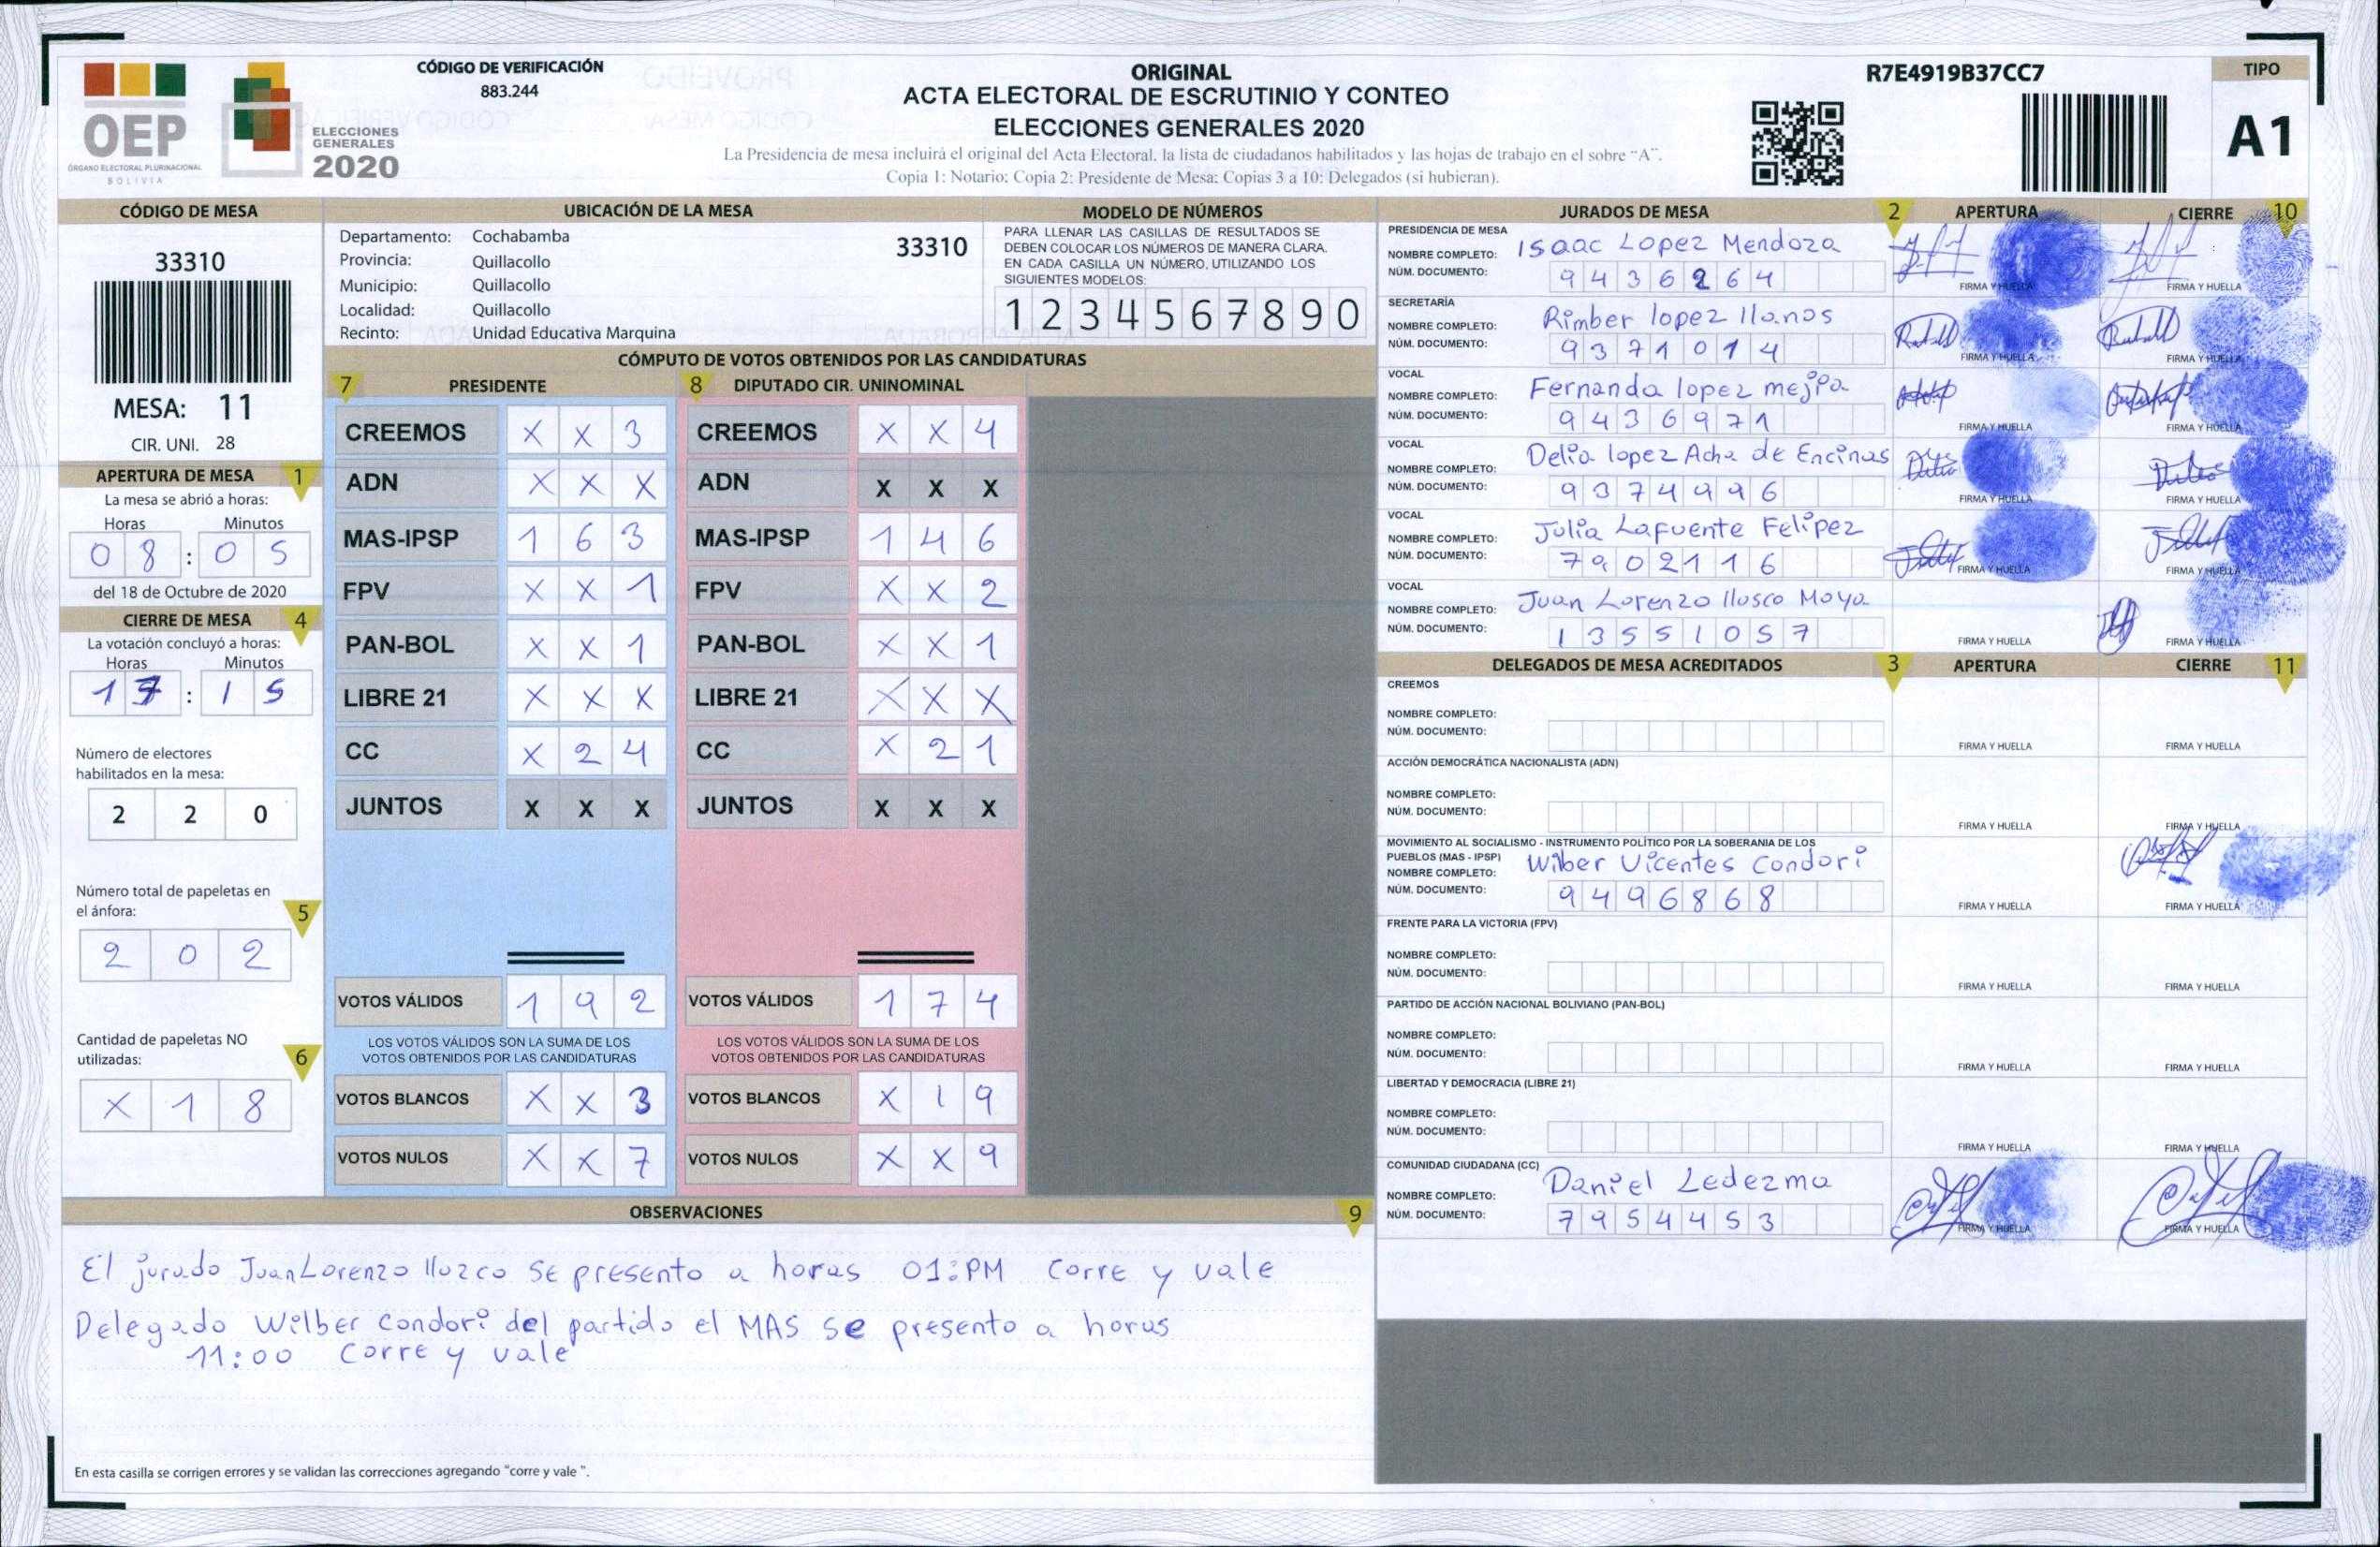 CÓDIGO DE VERIFICACIÓN
883.244
OEP
ÓRGANO ELECTORAL PLURINACIONAL
BOLIVIA
ELECCIONES
GENERALES
2020
ORIGINAL
ACTA ELECTORAL DE ESCRUTINIO Y CONTEO
ELECCIONES GENERALES 2020
La Presidencia de mesa incluirá el original del Acta Electoral, la lista de ciudadanos habilitados y las hojas de trabajo en el sobre "A".
Copia 1: Notario; Copia 2: Presidente de Mesa; Copias 3 a 10: Delegados (si hubieran).
R7E4919B37CC7
TIPO
A1
CÓDIGO DE MESA
33310
MESA: 11
CIR. UNI. 28
APERTURA DE MESA 1
La mesa se abrió a horas:
Horas Minutos
0 8 : 0 5
del 18 de Octubre de 2020
CIERRE DE MESA 4
La votación concluyó a horas:
Horas Minutos
1 7 : 1 5
Número de electores
habilitados en la mesa:
2 2 0
Número total de papeletas en
el ánfora: 5
2 0 2
Cantidad de papeletas NO
utilizadas: 6
X 1 8
UBICACIÓN DE LA MESA
Departamento: Cochabamba
Provincia: Quillacollo
Municipio: Quillacollo
Localidad: Quillacollo
Recinto: Unidad Educativa Marquina
33310
MODELO DE NÚMEROS
PARA LLENAR LAS CASILLAS DE RESULTADOS SE
DEBEN COLOCAR LOS NÚMEROS DE MANERA CLARA.
EN CADA CASILLA UN NÚMERO, UTILIZANDO LOS
SIGUIENTES MODELOS:
1 2 3 4 5 6 7 8 9 0
CÓMPUTO DE VOTOS OBTENIDOS POR LAS CANDIDATURAS
7 PRESIDENTE 8 DIPUTADO CIR. UNINOMINAL
CREEMOS X X 3 CREEMOS X X 4
ADN X X X ADN X X X
MAS-IPSP 1 6 3 MAS-IPSP 1 4 6
FPV X X 1 FPV X X 2
PAN-BOL X X 1 PAN-BOL X X 1
LIBRE 21 X X X LIBRE 21 X X X
CC X 2 4 CC X 2 1
JUNTOS X X X JUNTOS X X X
VOTOS VÁLIDOS 1 9 2 VOTOS VÁLIDOS 1 7 4
LOS VOTOS VÁLIDOS SON LA SUMA DE LOS LOS VOTOS VÁLIDOS SON LA SUMA DE LOS
VOTOS OBTENIDOS POR LAS CANDIDATURAS VOTOS OBTENIDOS POR LAS CANDIDATURAS
VOTOS BLANCOS X X 3 VOTOS BLANCOS X 1 9
VOTOS NULOS X X 7 VOTOS NULOS X X 9
OBSERVACIONES 9
El jurado Juan Lorenzo lluzco se presento a horas 01:PM corre y vale
Delegado Wilber Condori del partido el MAS se presento a horas
11:00 corre y vale
En esta casilla se corrigen errores y se validan las correcciones agregando "corre y vale ".
JURADOS DE MESA 2 APERTURA CIERRE 10
PRESIDENCIA DE MESA
NOMBRE COMPLETO: Isaac Lopez Mendoza
NÚM. DOCUMENTO: 9 4 3 6 2 6 4
FIRMA Y HUELLA FIRMA Y HUELLA
SECRETARÍA
NOMBRE COMPLETO: Rimber lopez llanos
NÚM. DOCUMENTO: 9 3 7 1 0 1 4
FIRMA Y HUELLA FIRMA Y HUELLA
VOCAL
NOMBRE COMPLETO: Fernanda lopez mejia
NÚM. DOCUMENTO: 9 4 3 6 9 7 1
FIRMA Y HUELLA FIRMA Y HUELLA
VOCAL
NOMBRE COMPLETO: Delia lopez Acha de Encinas
NÚM. DOCUMENTO: 9 3 7 4 9 9 6
FIRMA Y HUELLA FIRMA Y HUELLA
VOCAL
NOMBRE COMPLETO: Julia Lafuente Felipez
NÚM. DOCUMENTO: 7 9 0 2 1 1 6
FIRMA Y HUELLA FIRMA Y HUELLA
VOCAL
NOMBRE COMPLETO: Juan Lorenzo llusco Moya
NÚM. DOCUMENTO: 1 3 5 5 1 0 5 7
FIRMA Y HUELLA FIRMA Y HUELLA
DELEGADOS DE MESA ACREDITADOS 3 APERTURA CIERRE 11
CREEMOS
NOMBRE COMPLETO:
NÚM. DOCUMENTO:
FIRMA Y HUELLA FIRMA Y HUELLA
ACCIÓN DEMOCRÁTICA NACIONALISTA (ADN)
NOMBRE COMPLETO:
NÚM. DOCUMENTO:
FIRMA Y HUELLA FIRMA Y HUELLA
MOVIMIENTO AL SOCIALISMO - INSTRUMENTO POLÍTICO POR LA SOBERANIA DE LOS
PUEBLOS (MAS - IPSP)
NOMBRE COMPLETO: Wilber Vicentes Condori
NÚM. DOCUMENTO: 9 4 9 6 8 6 8
FIRMA Y HUELLA FIRMA Y HUELLA
FRENTE PARA LA VICTORIA (FPV)
NOMBRE COMPLETO:
NÚM. DOCUMENTO:
FIRMA Y HUELLA FIRMA Y HUELLA
PARTIDO DE ACCIÓN NACIONAL BOLIVIANO (PAN-BOL)
NOMBRE COMPLETO:
NÚM. DOCUMENTO:
FIRMA Y HUELLA FIRMA Y HUELLA
LIBERTAD Y DEMOCRACIA (LIBRE 21)
NOMBRE COMPLETO:
NÚM. DOCUMENTO:
FIRMA Y HUELLA FIRMA Y HUELLA
COMUNIDAD CIUDADANA (CC)
NOMBRE COMPLETO: Daniel Ledezma
NÚM. DOCUMENTO: 7 9 5 4 4 5 3
FIRMA Y HUELLA FIRMA Y HUELLA